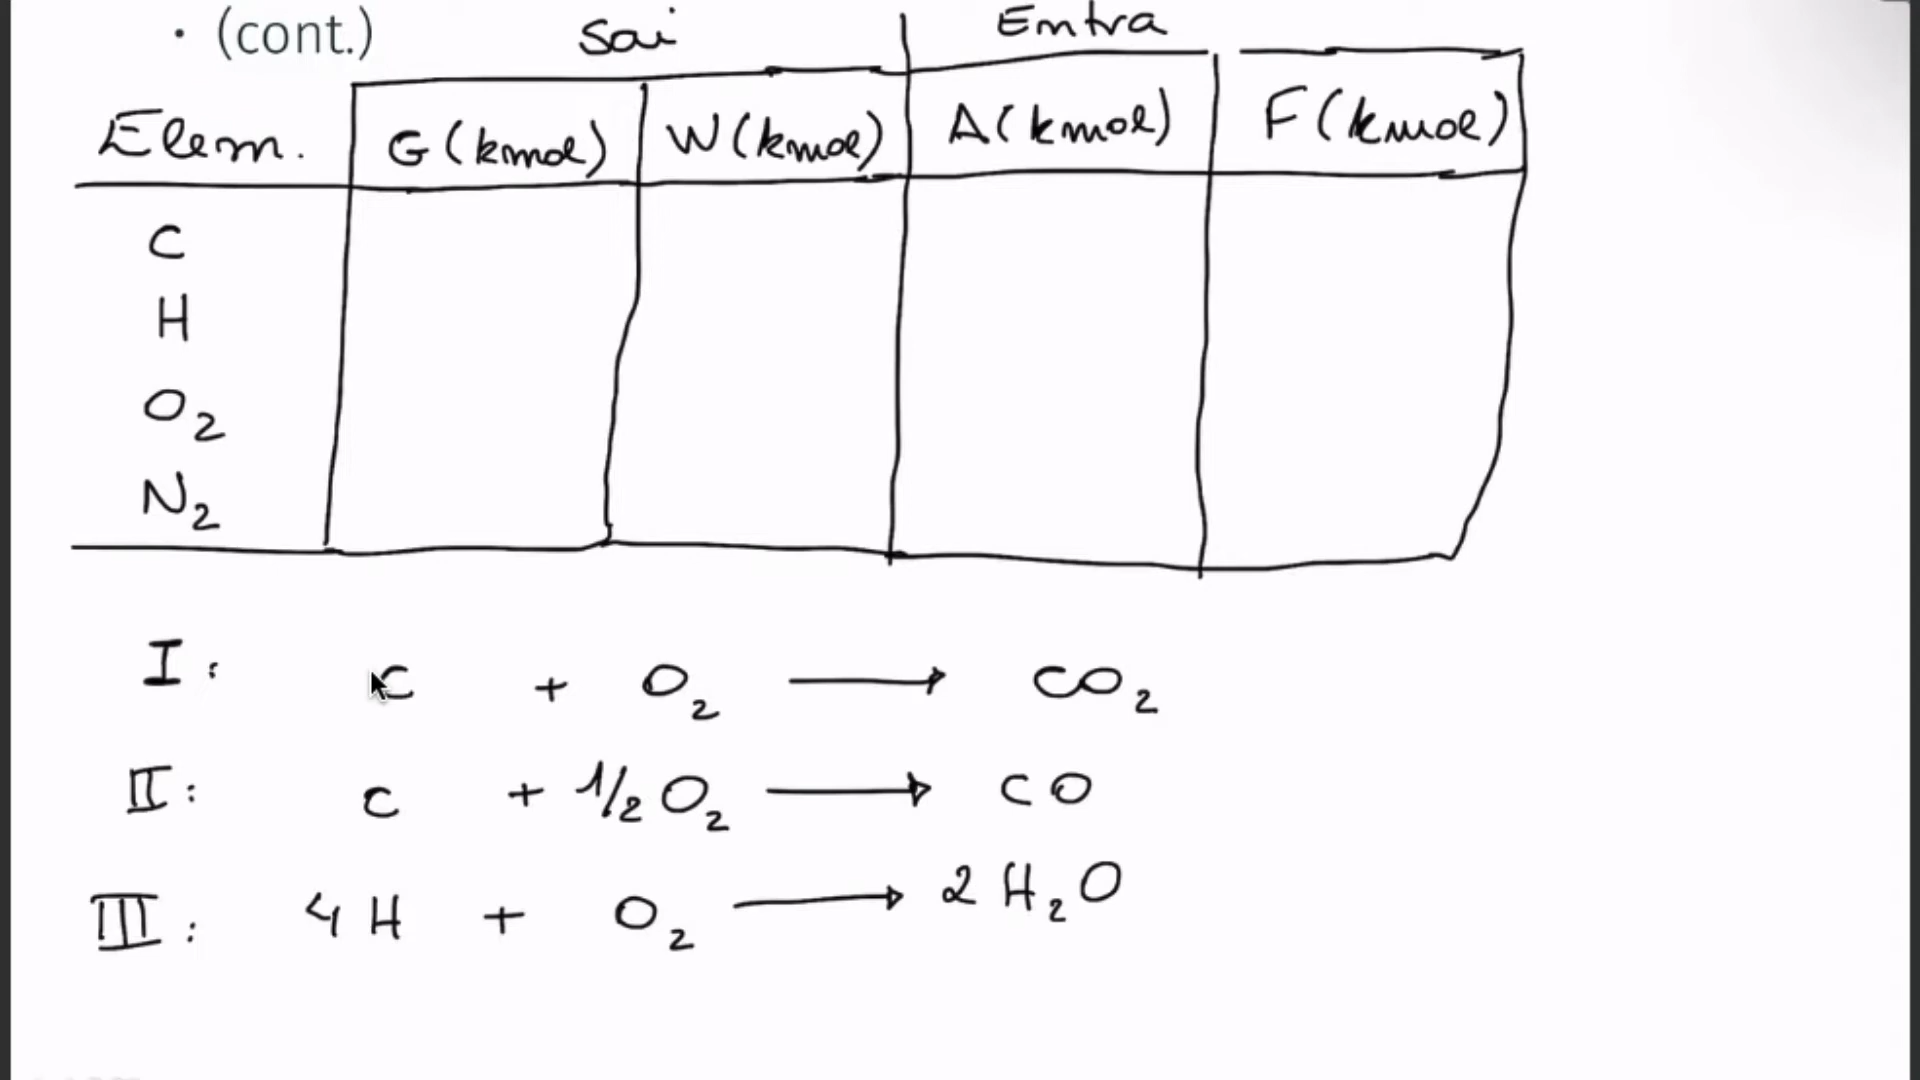 • (cont.)
Sai Entra
Elem. G (kmol) W (kmol) A (kmol) F (kmol)
C
H
O₂
N₂
I: C + O₂ → CO₂
II: C + 1/2 O₂ → CO
III: 4 H + O₂ → 2 H₂O